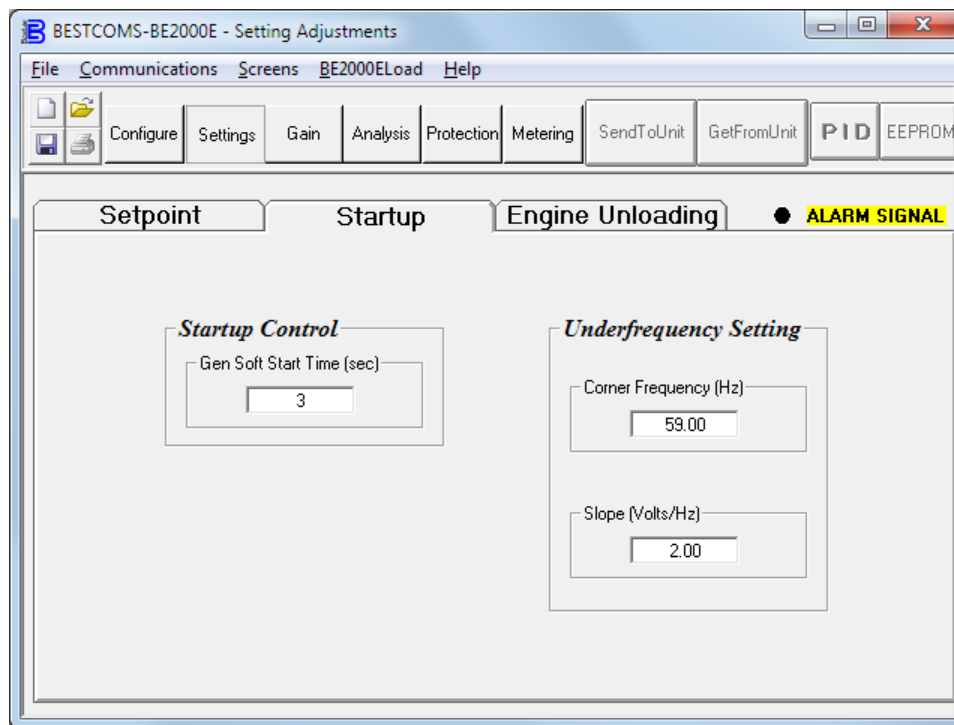 BESTCOMS-BE2000E - Setting Adjustments
File Communications Screens BE2000ELoad Help
Configure Settings Gain Analysis Protection Metering SendToUnit GetFromUnit PID EEPROM
Setpoint Startup Engine Unloading ALARM SIGNAL
Startup Control
Gen Soft Start Time (sec)
3
Underfrequency Setting
Corner Frequency (Hz)
59.00
Slope (Volts/Hz)
2.00